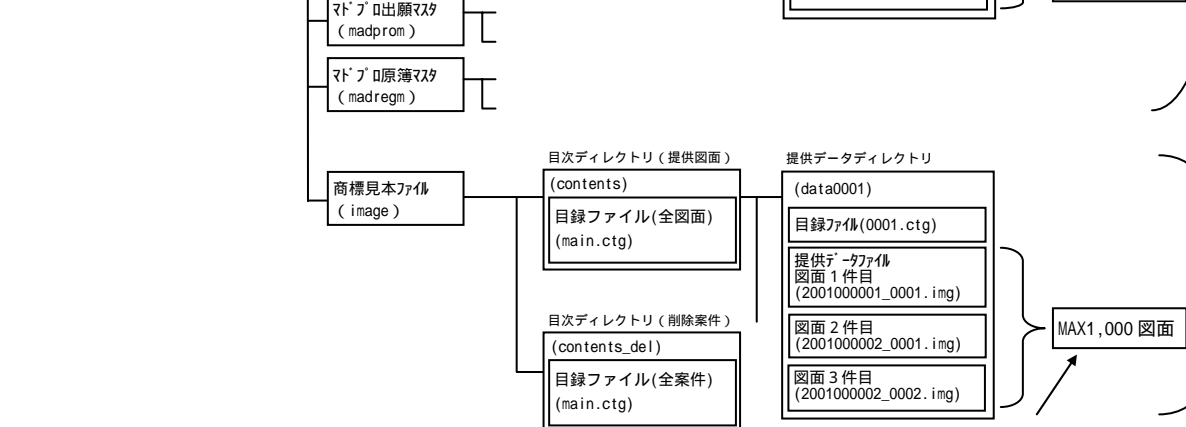 ﾏﾄﾞﾌﾟﾛ出願ﾏｽﾀ
(madprom)
ﾏﾄﾞﾌﾟﾛ原簿ﾏｽﾀ
(madregm)
商標見本ﾌｧｲﾙ
(image)
目次ディレクトリ(提供図面)
(contents)
目録ファイル(全図面)
(main.ctg)
目次ディレクトリ(削除案件)
(contents_del)
目録ファイル(全案件)
(main.ctg)
提供データディレクトリ
(data0001)
目録ﾌｧｲﾙ(0001.ctg)
提供ﾃﾞｰﾀﾌｧｲﾙ
図面1件目
(2001000001_0001.img)
図面2件目
(2001000002_0001.img)
図面3件目
(2001000002_0002.img)
MAX1,000 図面